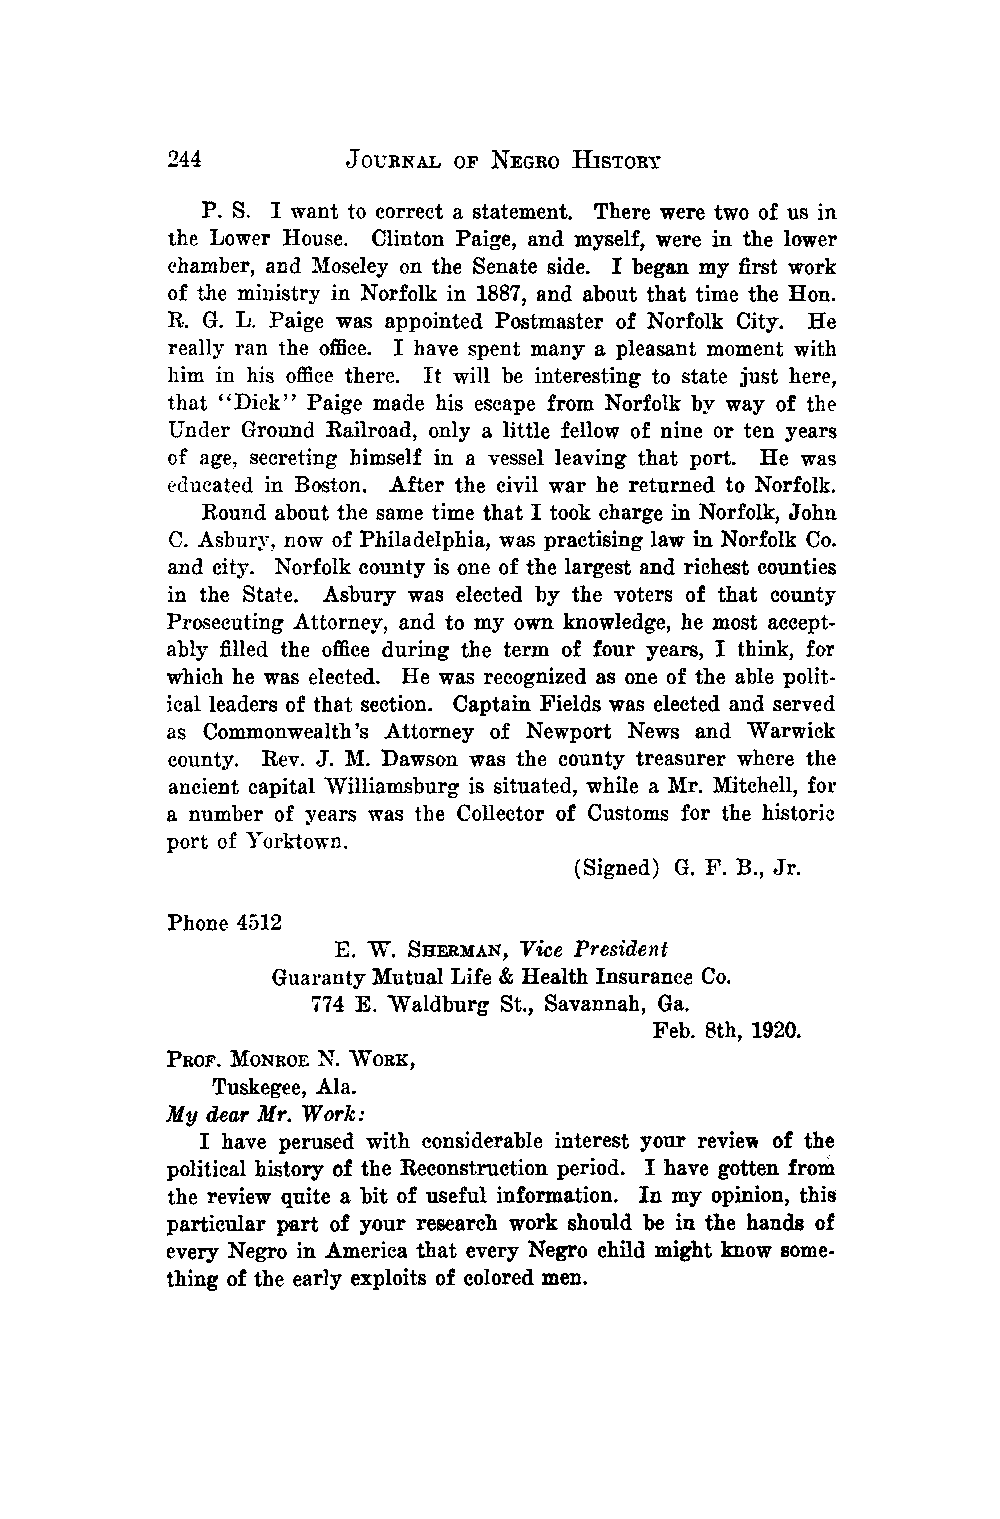 244 JOURNAL OF NEGRO HISTORY
P. S. I want to correct a statement. There were two of us in
the Lower House. Clinton Paige, and myself, were in the lower
chamber, and Moseley on the Senate side. I began my first work
of the ministry in Norfolk in 1887, and about that time the Hon.
R. G. L. Paige was appointed Postmaster of Norfolk City. He
really ran the office. I have spent many a pleasant moment with
him in his office there. It will be interesting to state just here,
that "Dick" Paige made his escape from Norfolk by way of the
Under Ground Railroad, only a little fellow of nine or ten years
of age, secreting himself in a vessel leaving that port. He was
educated in Boston. After the civil war he returned to Norfolk.
Round about the same time that I took charge in Norfolk, John
C. Asbury, now of Philadelphia, was practising law in Norfolk Co.
and city. Norfolk county is one of the largest and richest counties
in the State. Asbury was elected by the voters of that county
Prosecuting Attorney, and to my own knowledge, he most accept-
ably filled the office during the term of four years, I think, for
which he was elected. He was recognized as one of the able polit-
ical leaders of that section. Captain Fields was elected and served
as Commonwealth's Attorney of Newport News and Warwick
county. Rev. J. M. Dawson was the county treasurer where the
ancient capital Williamsburg is situated, while a Mr. Mitchell, for
a number of years was the Collector of Customs for the historic
port of Yorktown.
(Signed) G. F. B., Jr.
Phone 4512
E. W. SHERMAN, Vice President
Guaranty Mutual Life & Health Insurance Co.
774 E. Waldburg St., Savannah, Ga.
Feb. 8th, 1920.
PROF. MONROE N. WORK,
Tuskegee, Ala.
My dear Mr. Work:
I have perused with considerable interest your review of the
political history of the Reconstruction period. I have gotten from
the review quite a bit of useful information. In my opinion, this
particular part of your research work should be in the hands of
every Negro in America that every Negro child might know some-
thing of the early exploits of colored men.